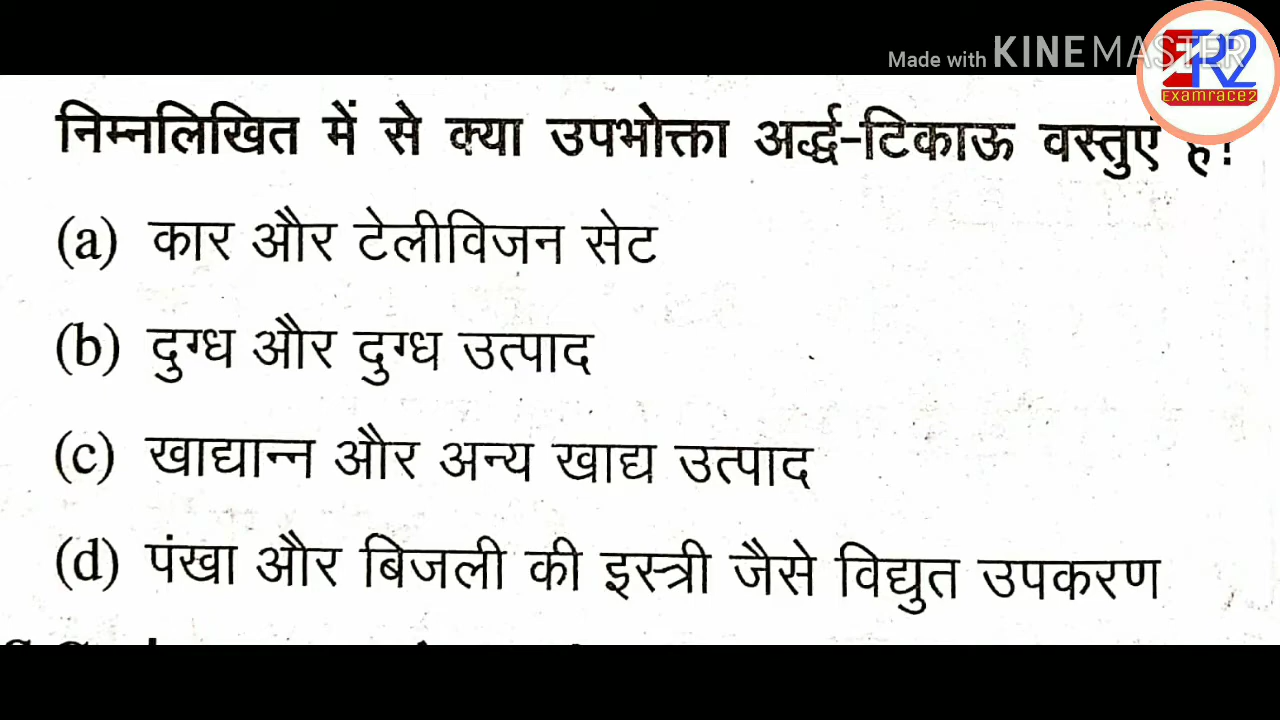 Made with KINEMASTER
ER2
Examrace2
निम्नलिखित में से क्या उपभोक्ता अर्द्ध-टिकाऊ वस्तुएं
(a) कार और टेलीविजन सेट
(b) दुग्ध और दुग्ध उत्पाद
(c) खाद्यान्न और अन्य खाद्य उत्पाद
(d) पंखा और बिजली की इस्त्री जैसे विद्युत उपकरण